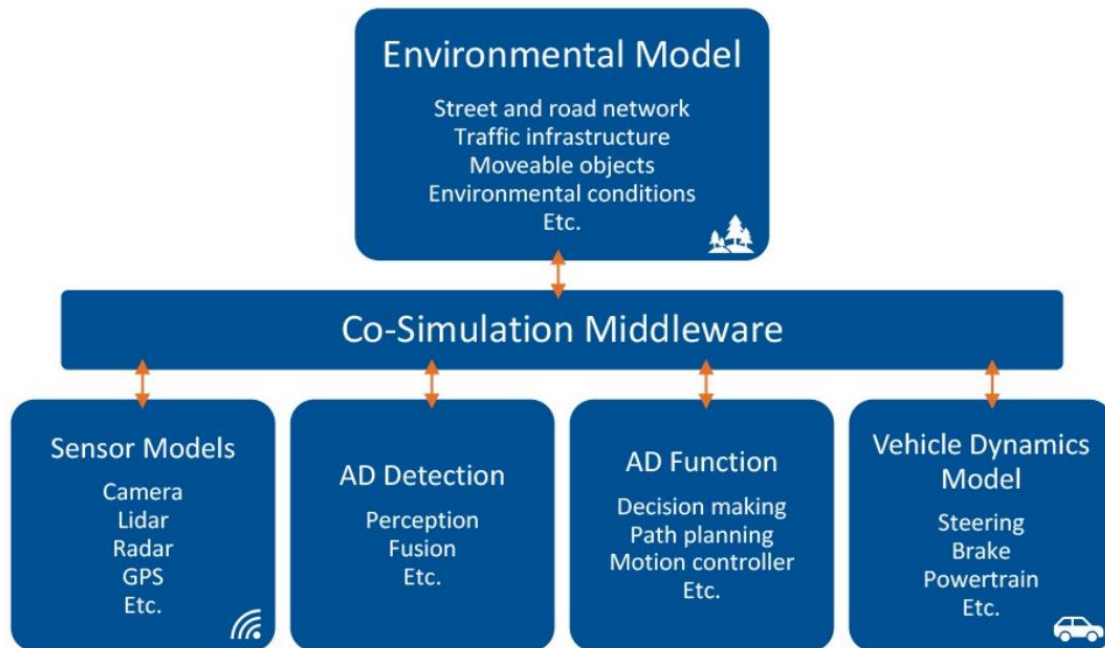 Environmental Model
Street and road network
Traffic infrastructure
Moveable objects
Environmental conditions
Etc.
Co-Simulation Middleware
Sensor Models
Camera
Lidar
Radar
GPS
Etc.
AD Detection
Perception
Fusion
Etc.
AD Function
Decision making
Path planning
Motion controller
Etc.
Vehicle Dynamics
Model
Steering
Brake
Powertrain
Etc.